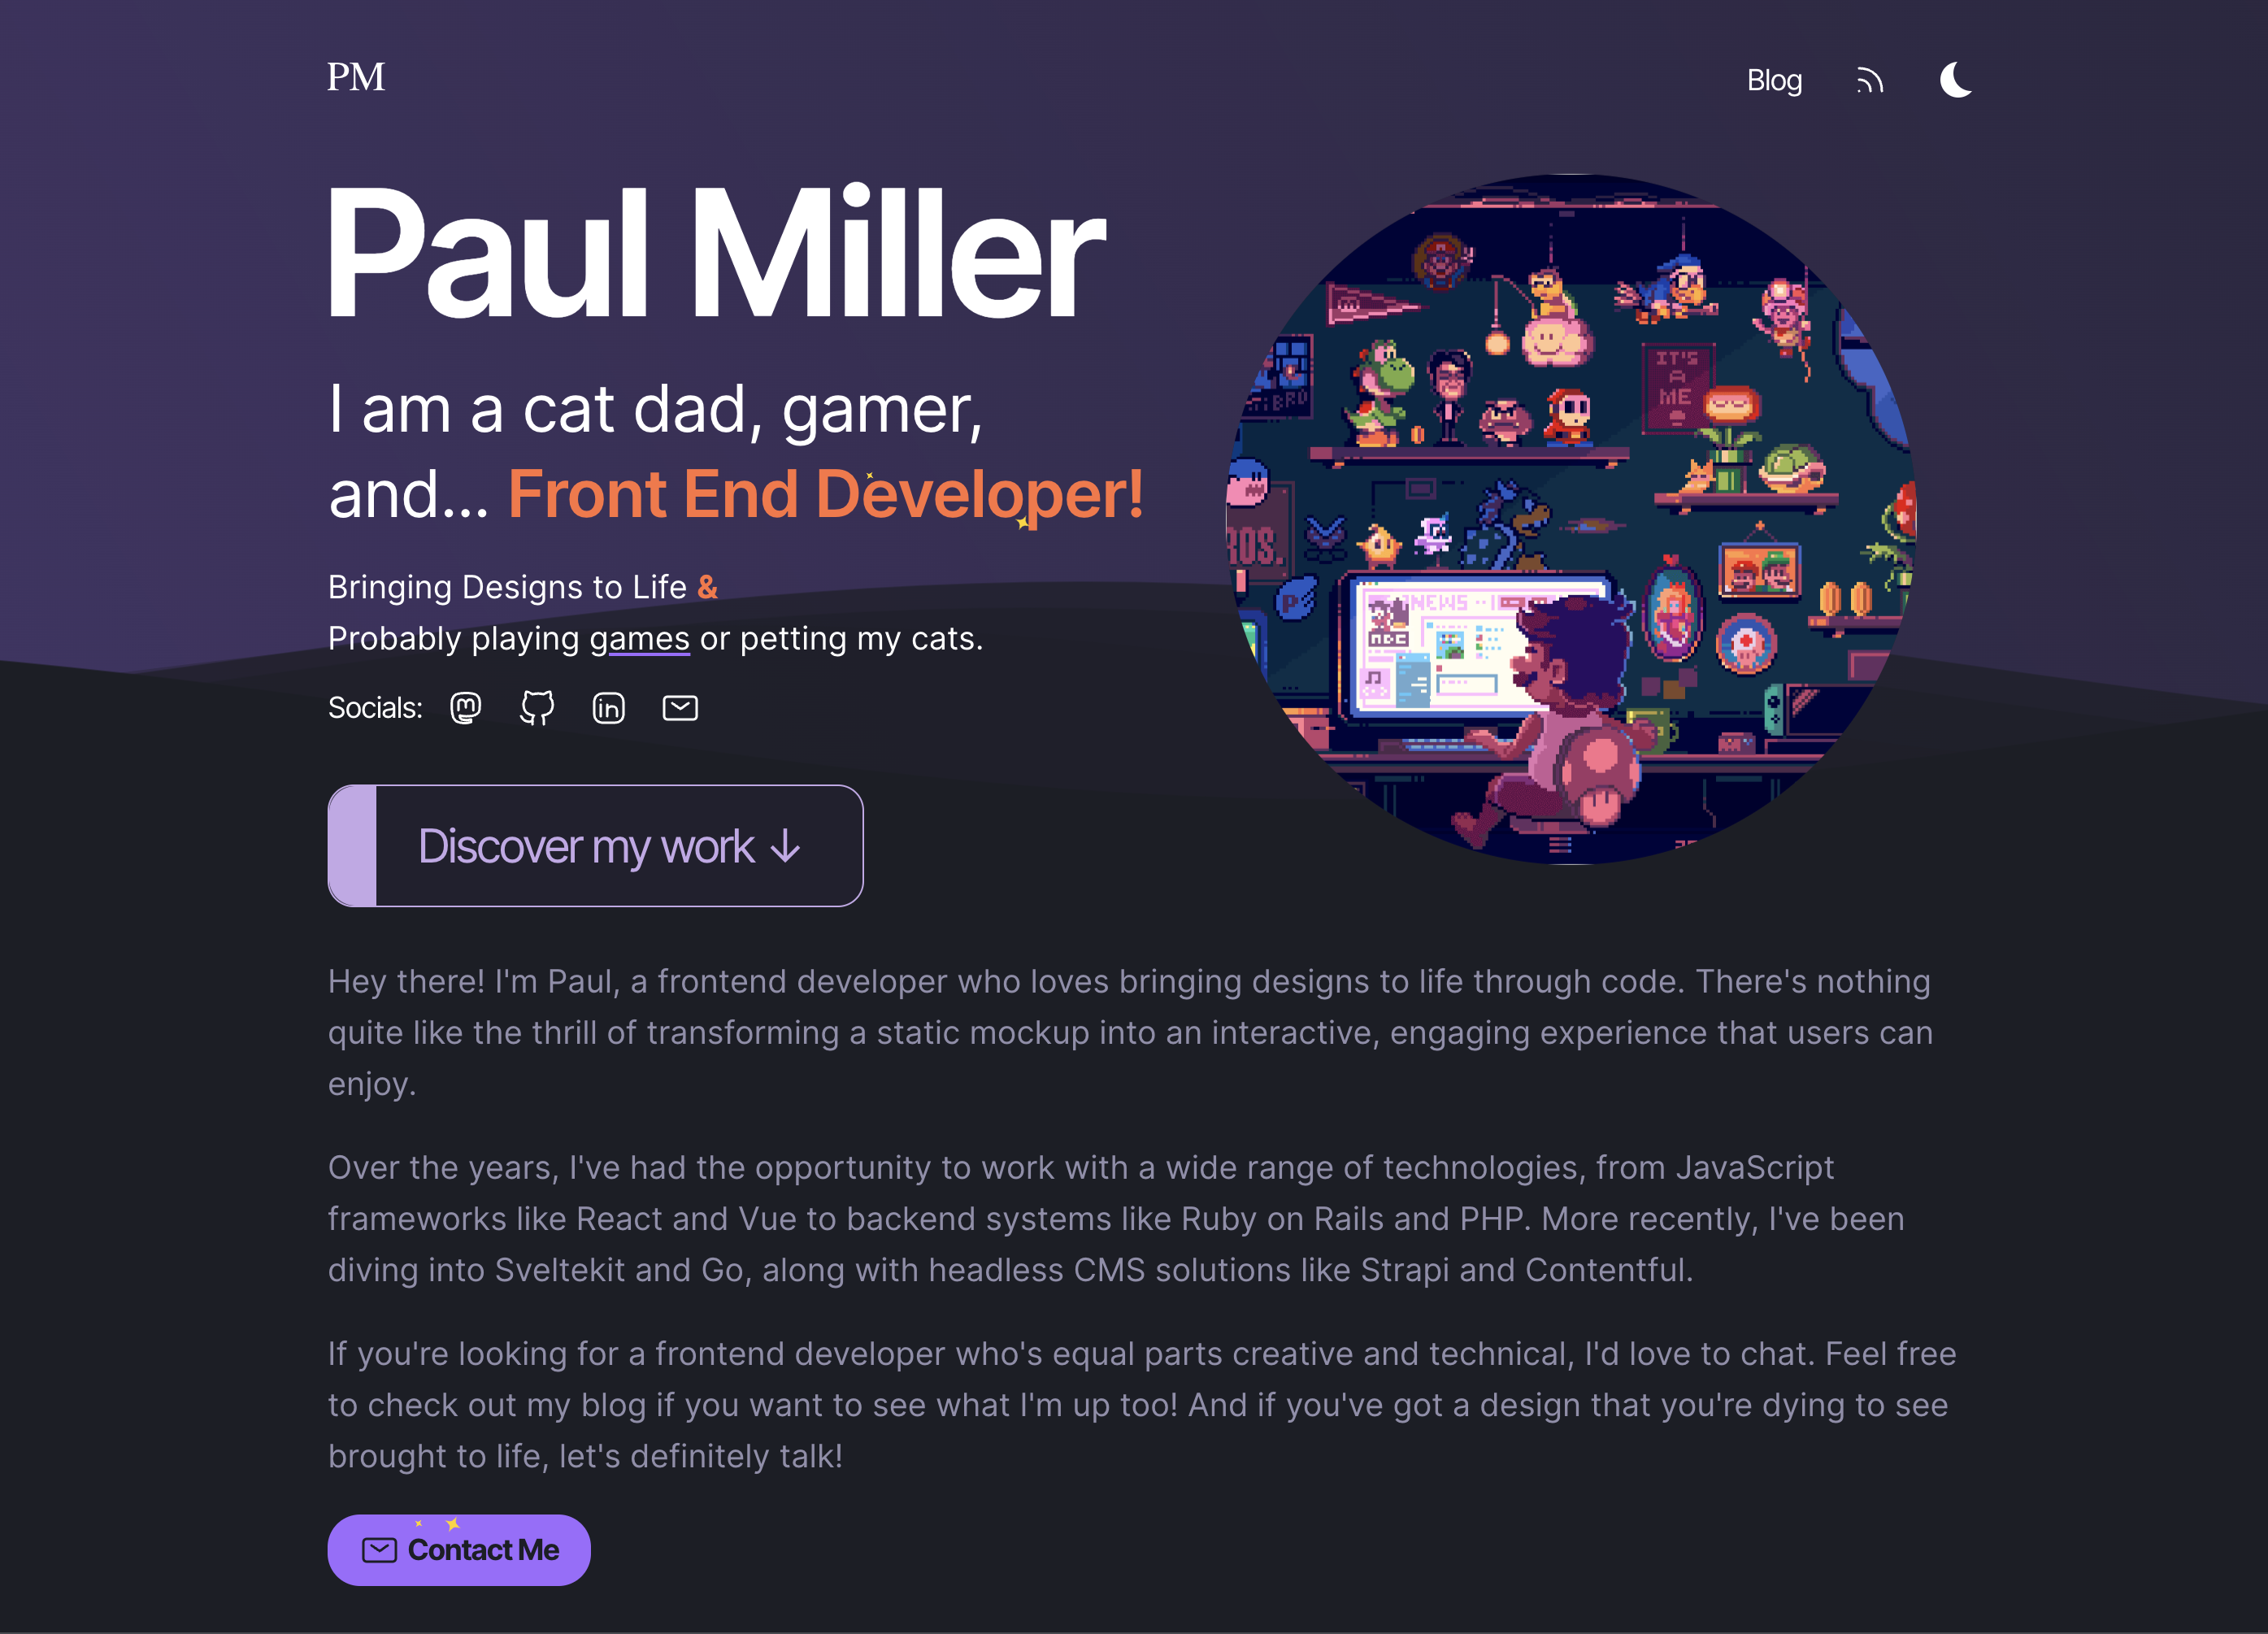 PM
Blog
Paul Miller
I am a cat dad, gamer,
and... Front End Developer!
Bringing Designs to Life &
Probably playing games or petting my cats.
Socials:
Discover my work ↓
IT'S
A
ME
NEWS
Hey there! I'm Paul, a frontend developer who loves bringing designs to life through code. There's nothing
quite like the thrill of transforming a static mockup into an interactive, engaging experience that users can
enjoy.
Over the years, I've had the opportunity to work with a wide range of technologies, from JavaScript
frameworks like React and Vue to backend systems like Ruby on Rails and PHP. More recently, I've been
diving into Sveltekit and Go, along with headless CMS solutions like Strapi and Contentful.
If you're looking for a frontend developer who's equal parts creative and technical, I'd love to chat. Feel free
to check out my blog if you want to see what I'm up too! And if you've got a design that you're dying to see
brought to life, let's definitely talk!
Contact Me